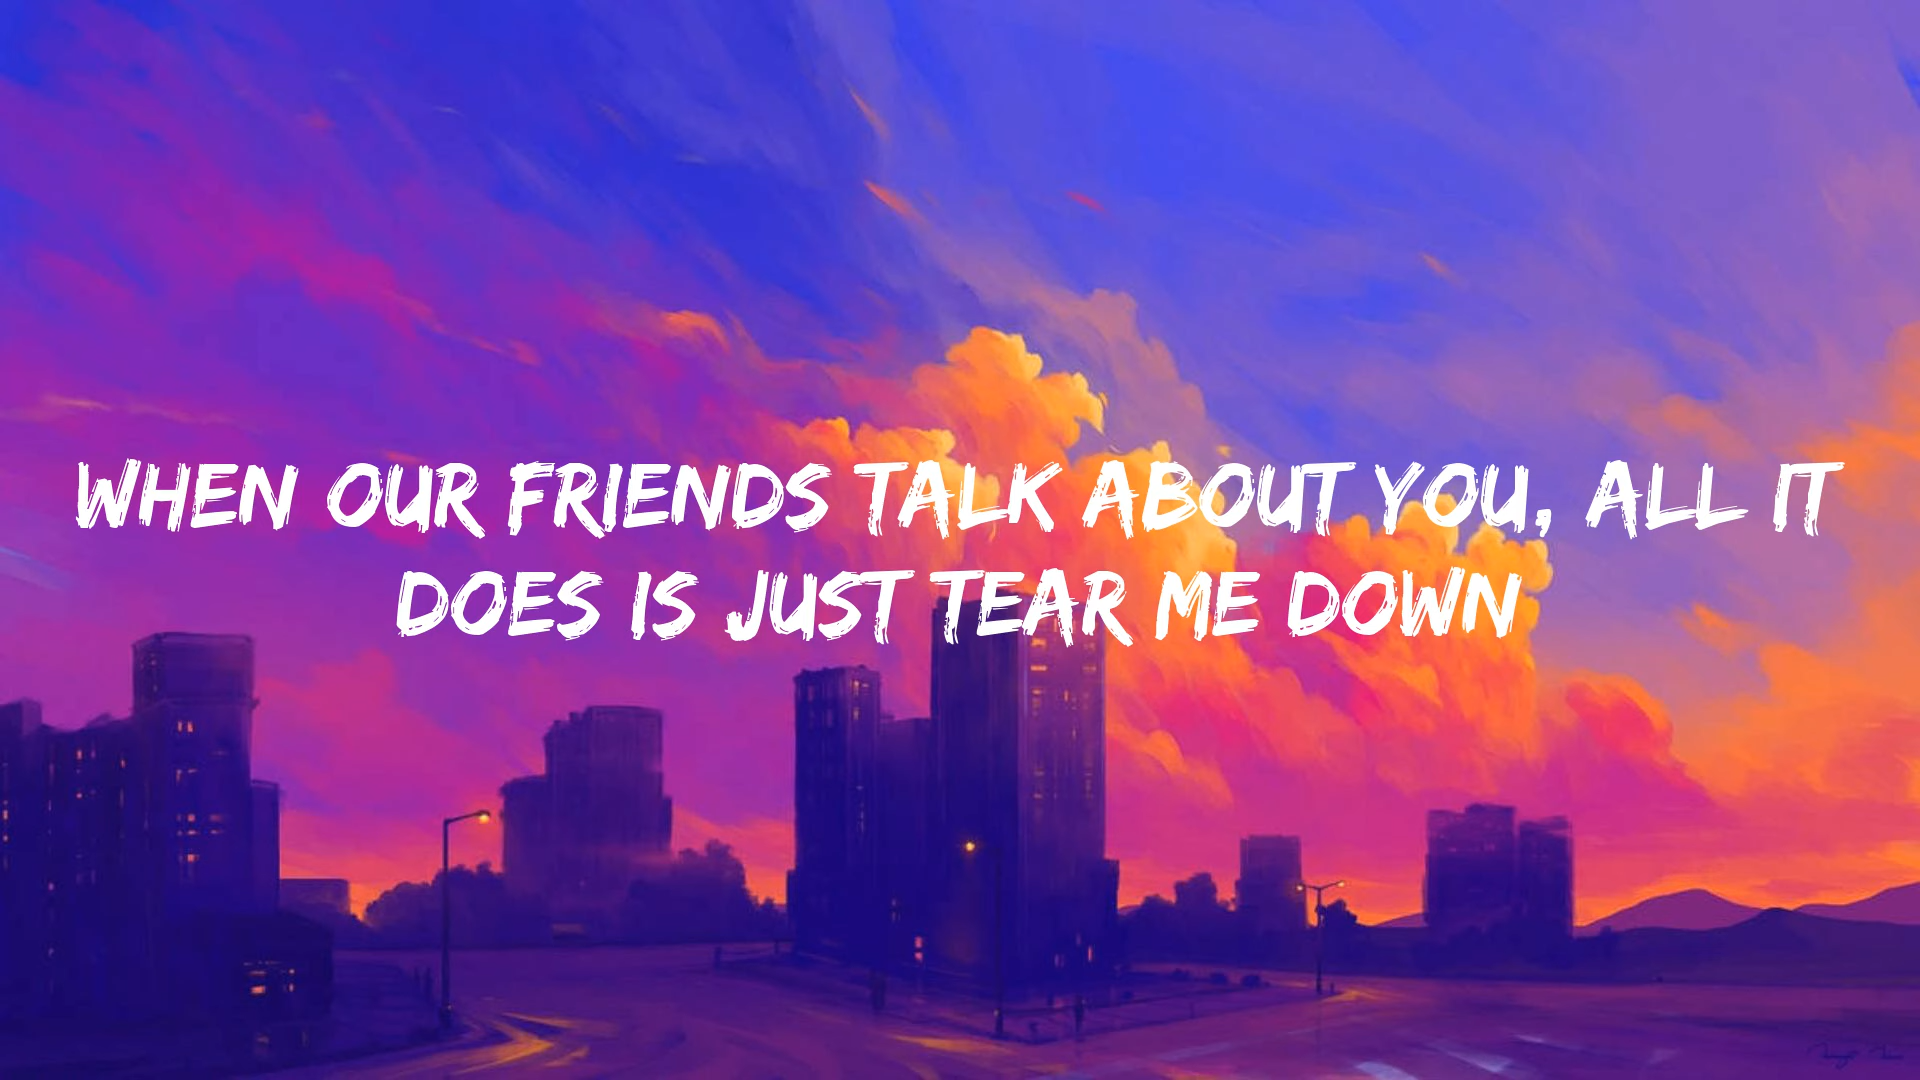 WHEN OUR FRIENDS TALK ABOUT YOU, ALL IT
DOES IS JUST TEAR ME DOWN